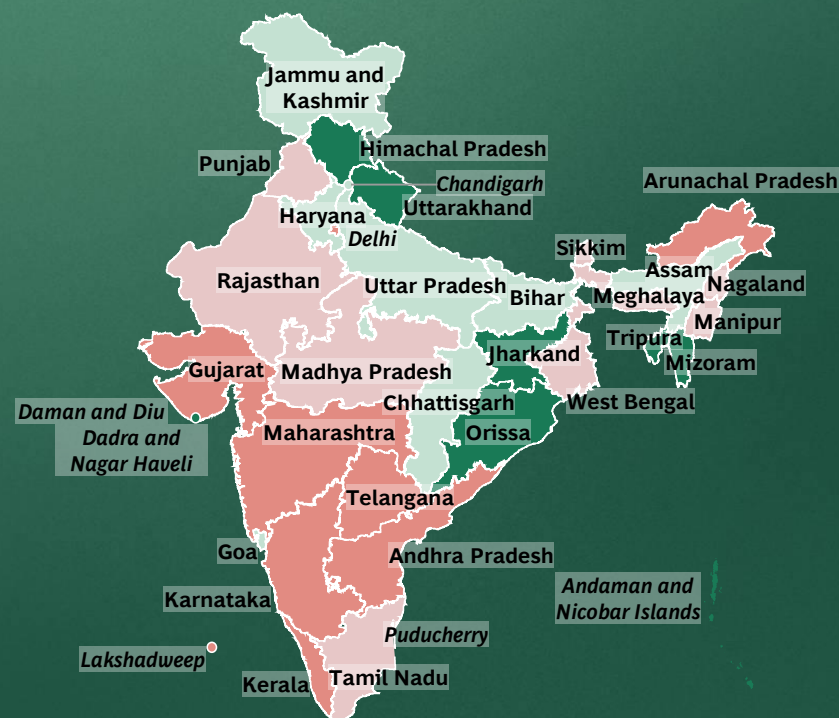 Jammu and
Kashmir
Himachal Pradesh
Punjab
Chandigarh
Arunachal Pradesh
Uttarakhand
Haryana
Delhi
Sikkim
Assam
Rajasthan
Uttar Pradesh
Nagaland
Bihar
Meghalaya
Manipur
Tripura
Jharkand
Mizoram
Gujarat
Madhya Pradesh
Chhattisgarh
West Bengal
Daman and Diu
Dadra and
Nagar Haveli
Maharashtra
Orissa
Telangana
Goa
Andhra Pradesh
Andaman and
Nicobar Islands
Karnataka
Puducherry
Lakshadweep
Tamil Nadu
Kerala